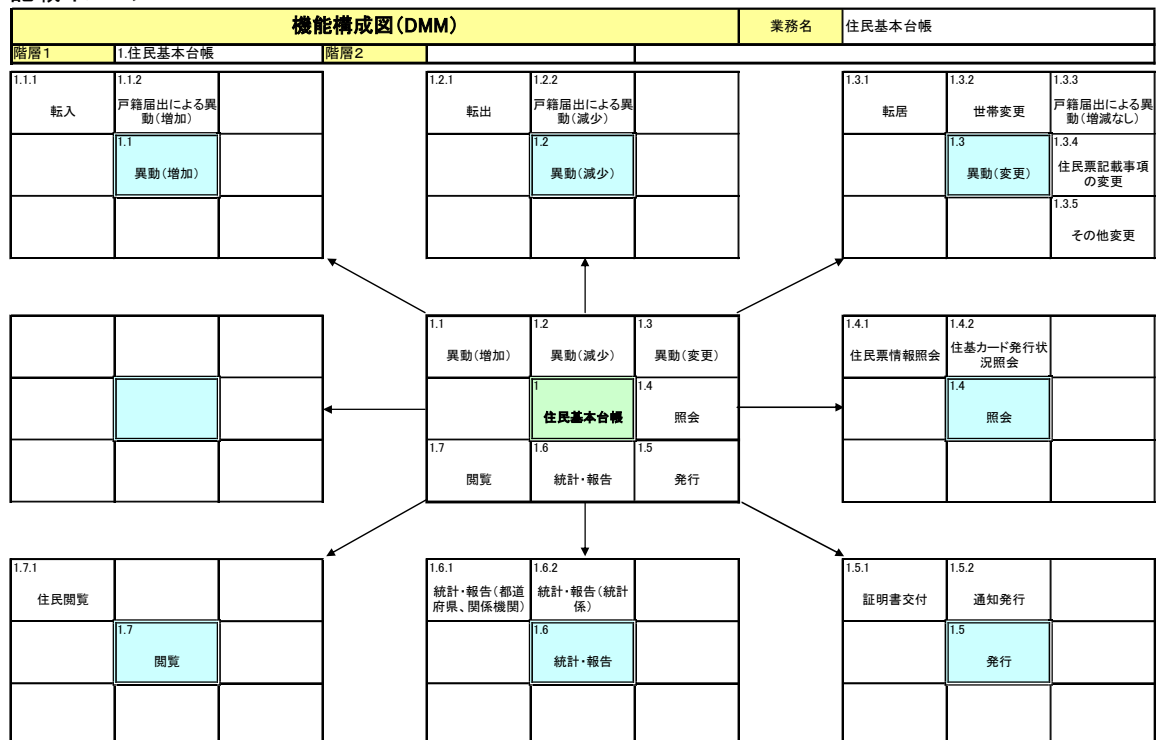 機能構成図(DMM)
業務名
住民基本台帳
階層1
1.住民基本台帳
階層2
1.1.1
転入
1.1.2
戸籍届出による異
動(増加)
1.1
異動(増加)
1.2.1
転出
1.2.2
戸籍届出による異
動(減少)
1.2
異動(減少)
1.3.1
転居
1.3.2
世帯変更
1.3.3
戸籍届出による異
動(増減なし)
1.3
異動(変更)
1.3.4
住民票記載事項
の変更
1.3.5
その他変更
1.1
異動(増加)
1.2
異動(減少)
1.3
異動(変更)
1
住民基本台帳
1.4
照会
1.7
閲覧
1.6
統計・報告
1.5
発行
1.4.1
住民票情報照会
1.4.2
住基カード発行状
況照会
1.4
照会
1.7.1
住民閲覧
1.7
閲覧
1.6.1
統計・報告(都道
府県、関係機関)
1.6.2
統計・報告(統計
係)
1.6
統計・報告
1.5.1
証明書交付
1.5.2
通知発行
1.5
発行